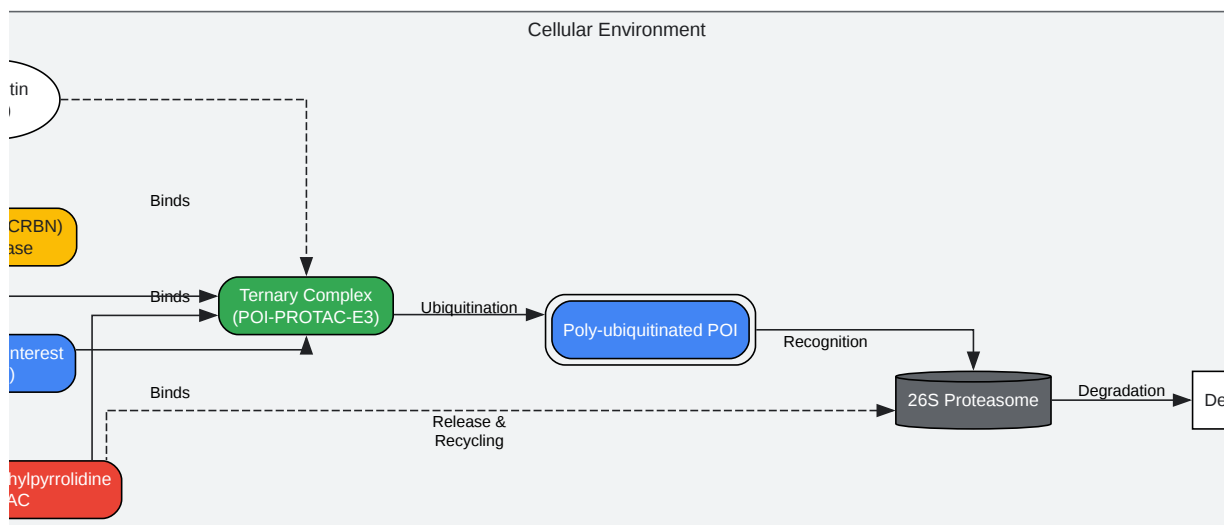 Cellular Environment
tin
)
Binds
CRBN)
ase
Binds
Ternary Complex
(POI-PROTAC-E3)
Ubiquitination
Poly-ubiquitinated POI
Recognition
nterest
)
Binds
26S Proteasome
Degradation
De
Release &
Recycling
hylpyrrolidine
AC